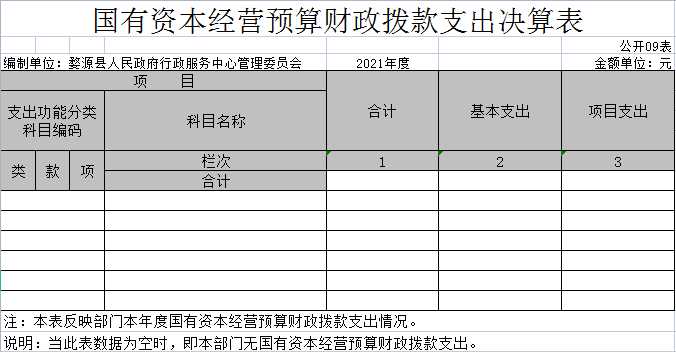 国有资本经营预算财政拨款支出决算表
公开09表
编制单位：婺源县人民政府行政服务中心管理委员会 2021年度 金额单位：元
项 目
支出功能分类
科目编码
科目名称
合计 基本支出 项目支出
类 款 项 栏次 1 2 3
合计
注：本表反映部门本年度国有资本经营预算财政拨款支出情况。
说明：当此表数据为空时，即本部门无国有资本经营预算财政拨款支出。